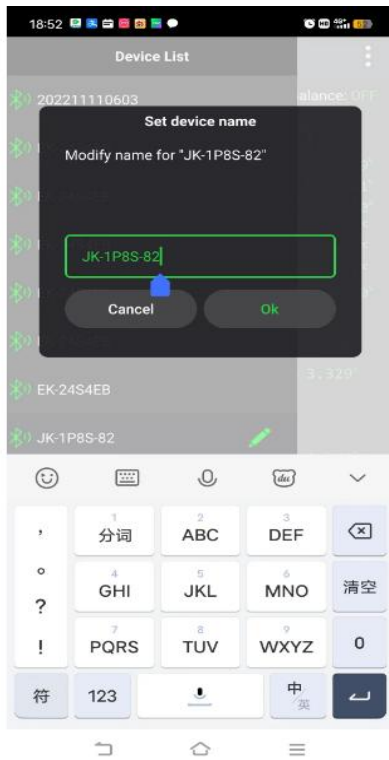 18:52
Device List
202211110603
alance: OFF
Set device name
Modify name for "JK-1P8S-82"
JK-1P8S-82
Cancel
Ok
3.329
EK-24S4EB
JK-1P8S-82
du
1 2 3
, 分词 ABC DEF
4 5 6
。 GHI JKL MNO 清空
?
7 8 9
! PQRS TUV WXYZ 0
符 123 中/英